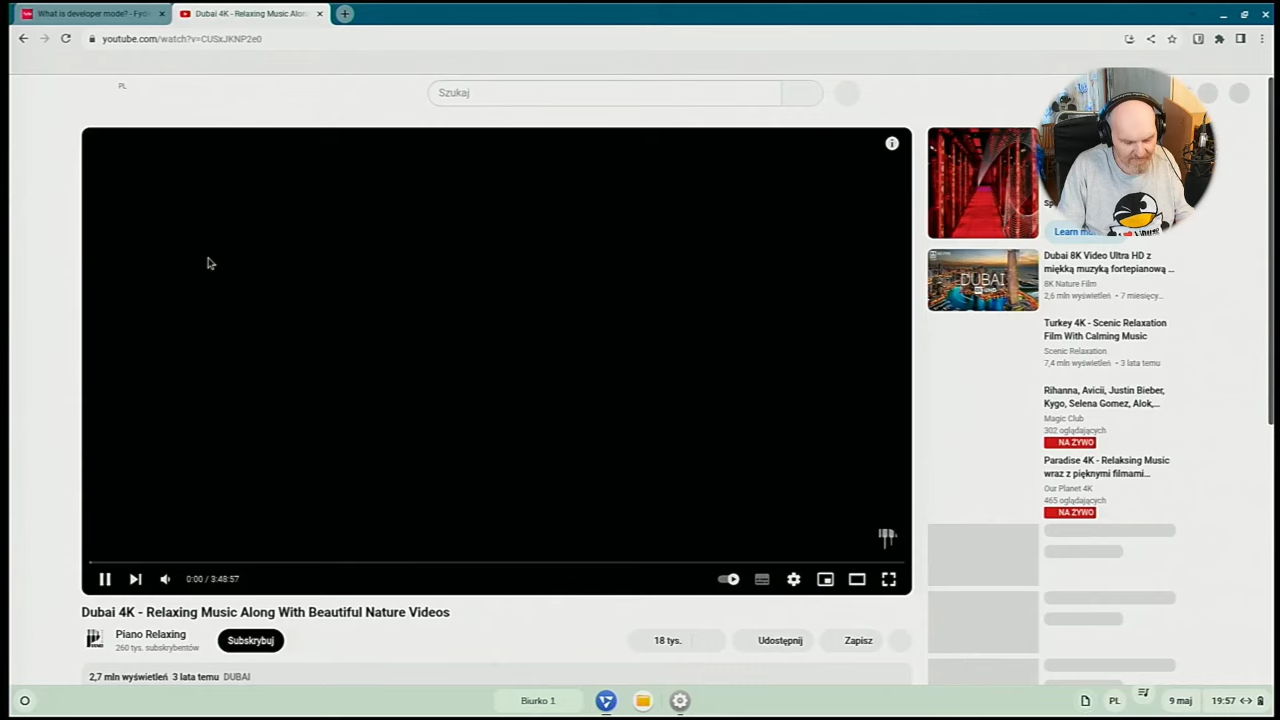 What is developer mode? - Fyd
Dubai 4K - Relaxing Music Alon
youtube.com/watch?v=CUSxJKNP2e0
PL
Szukaj
Learn
Dubai 8K Video Ultra HD z
miękką muzyką fortepianową ...
8K Nature Film
2,6 mln wyświetleń • 7 miesięcy...
DUBAI
Turkey 4K - Scenic Relaxation
Film With Calming Music
Scenic Relaxation
7,4 mln wyświetleń • 3 lata temu
Rihanna, Avicii, Justin Bieber,
Kygo, Selena Gomez, Alok,...
Magic Club
302 oglądających
NA ŻYWO
Paradise 4K - Relaksing Music
wraz z pięknymi filmami...
Our Planet 4K
465 oglądających
NA ŻYWO
0:00 / 3:48:57
Dubai 4K - Relaxing Music Along With Beautiful Nature Videos
Piano Relaxing
260 tys. subskrybentów
Subskrybuj
18 tys.
Udostępnij
Zapisz
2,7 mln wyświetleń 3 lata temu DUBAI
Biurko 1
PL
9 maj
19:57